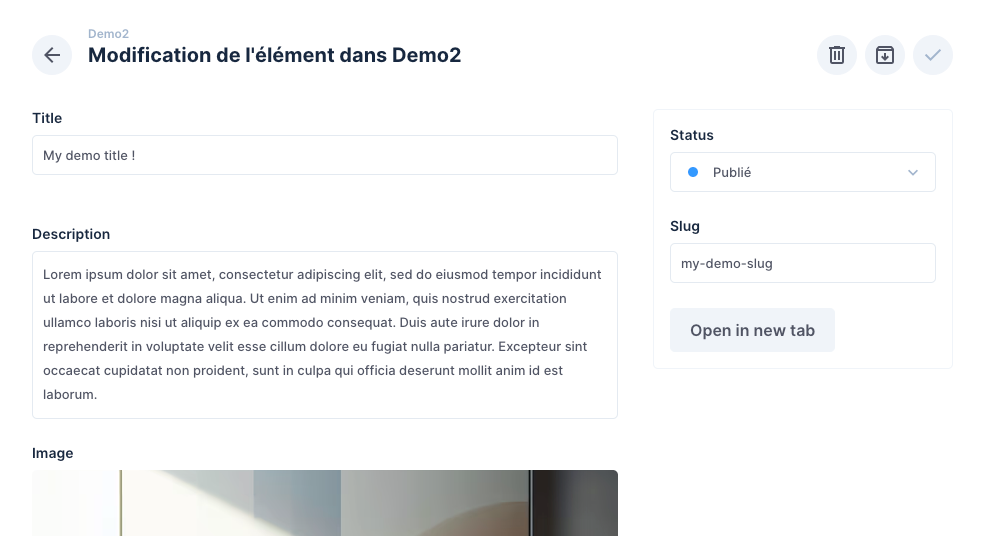 Demo2
Modification de l'élément dans Demo2
Title
My demo title !
Description
Lorem ipsum dolor sit amet, consectetur adipiscing elit, sed do eiusmod tempor incididunt
ut labore et dolore magna aliqua. Ut enim ad minim veniam, quis nostrud exercitation
ullamco laboris nisi ut aliquip ex ea commodo consequat. Duis aute irure dolor in
reprehenderit in voluptate velit esse cillum dolore eu fugiat nulla pariatur. Excepteur sint
occaecat cupidatat non proident, sunt in culpa qui officia deserunt mollit anim id est
laborum.
Image
Status
Publié
Slug
my-demo-slug
Open in new tab